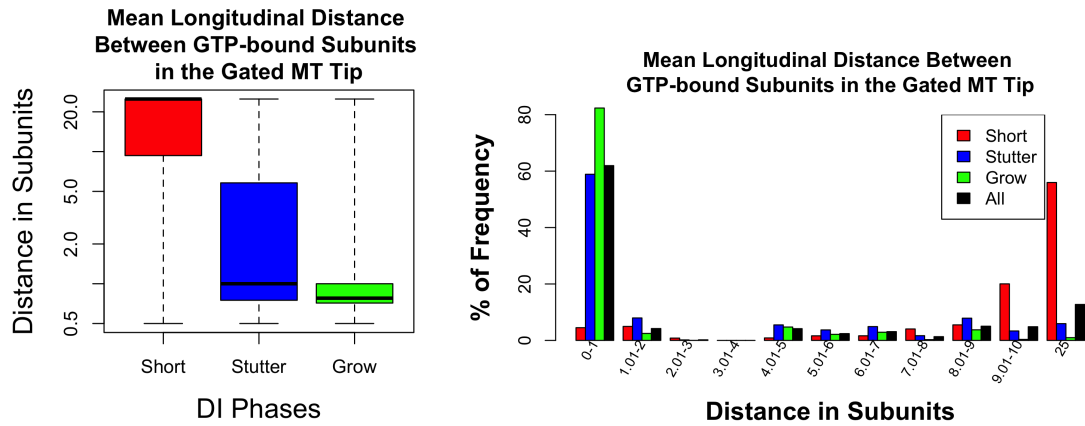 Mean Longitudinal Distance
Between GTP-bound Subunits
in the Gated MT Tip
Distance in Subunits
20.0
5.0
2.0
0.5
Short
Stutter
Grow
DI Phases
Mean Longitudinal Distance Between
GTP-bound Subunits in the Gated MT Tip
% of Frequency
80
60
40
20
0
Short
Stutter
Grow
All
0-1
1.01-2
2.01-3
3.01-4
4.01-5
5.01-6
6.01-7
7.01-8
8.01-9
9.01-10
25
Distance in Subunits